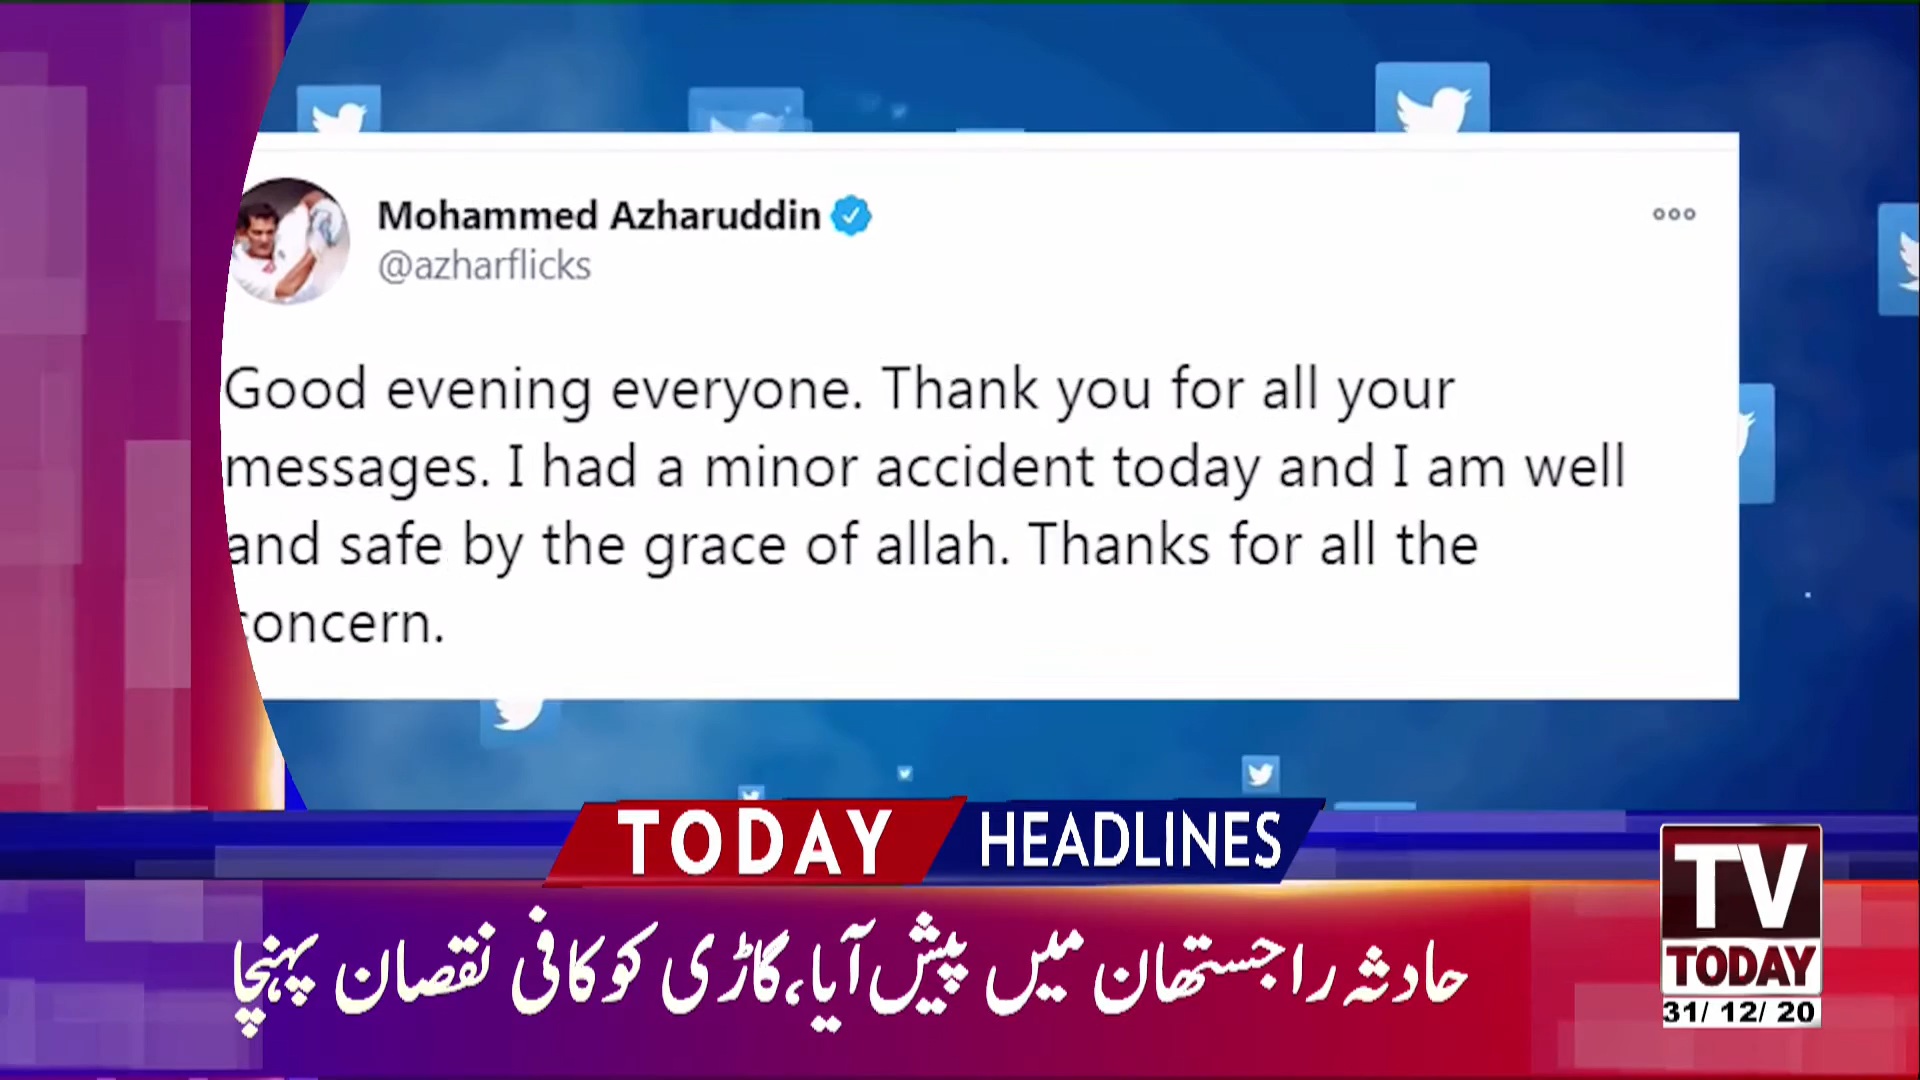 Mohammed Azharuddin
@azharflicks
Good evening everyone. Thank you for all your
messages. I had a minor accident today and I am well
and safe by the grace of allah. Thanks for all the
concern.
TODAY HEADLINES
حادثہ راجستھان میں پیش آیا، گاڑی کو کافی نقصان پہنچا
TV
TODAY
31/ 12/ 20